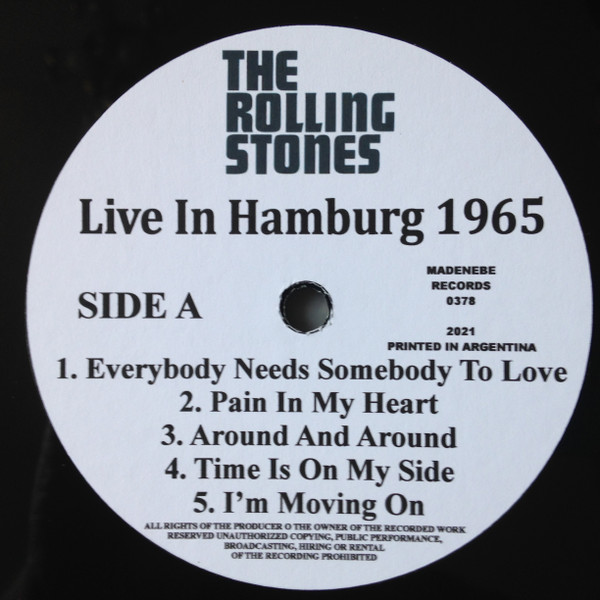 THE
ROLLING
STONES
Live In Hamburg 1965
MADENEBE
RECORDS
0378
SIDE A
2021
PRINTED IN ARGENTINA
1. Everybody Needs Somebody To Love
2. Pain In My Heart
3. Around And Around
4. Time Is On My Side
5. I'm Moving On
ALL RIGHTS OF THE PRODUCER O THE OWNER OF THE RECORDED WORK
RESERVED UNAUTHORIZED COPYING, PUBLIC PERFORMANCE,
BROADCASTING, HIRING OR RENTAL
OF THE RECORDING PROHIBITED